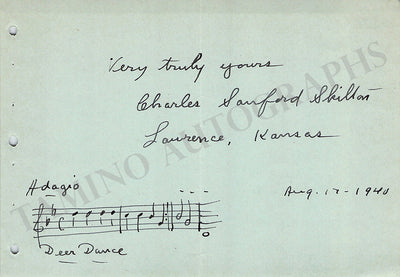 Very truly yours
Charles Sanford Skilton
Lawrence, Kansas
Adagio
Aug. 17-1940
Deer Dance
TAMINO AUTOGRAPHS